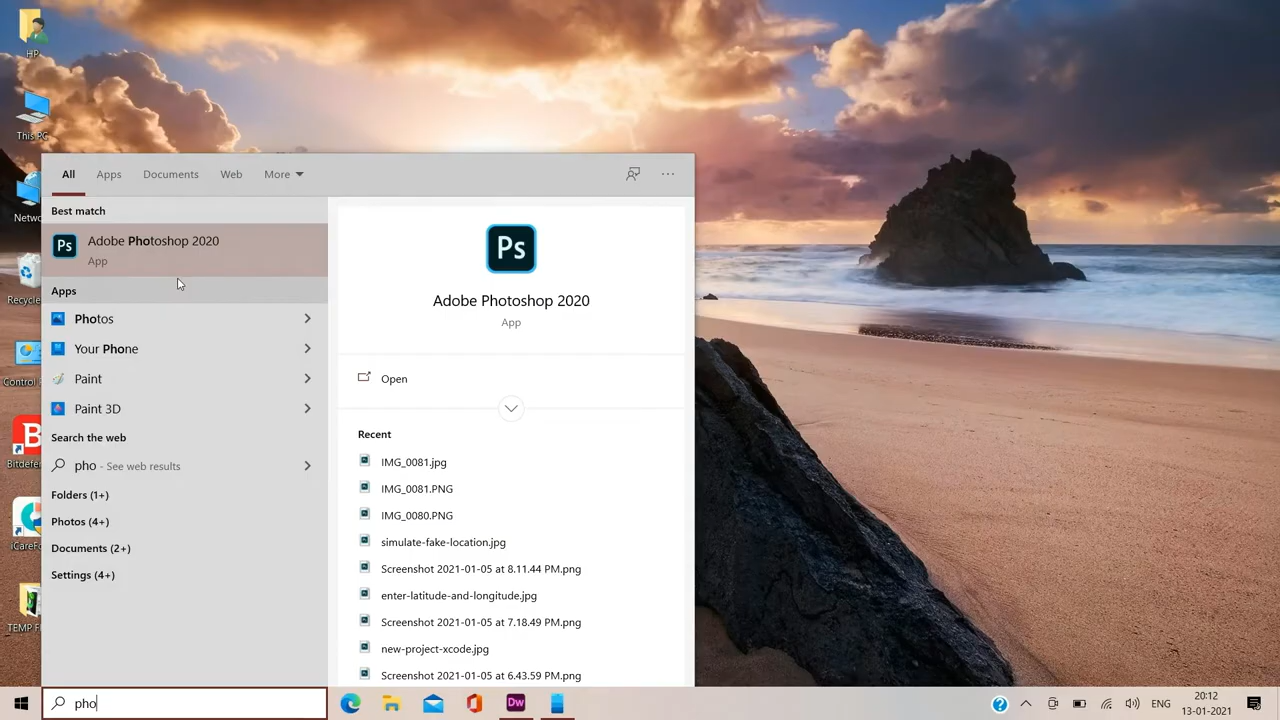 HP
This PC
Netw
Recycle
Control
B
Bitdefen
iCareFo
TEMP F
All
Apps
Documents
Web
More
Best match
Ps
Adobe Photoshop 2020
App
Apps
Photos
Your Phone
Paint
Paint 3D
Search the web
pho - See web results
Folders (1+)
Photos (4+)
Documents (2+)
Settings (4+)
Ps
Adobe Photoshop 2020
App
Open
Recent
IMG_0081.jpg
IMG_0081.PNG
IMG_0080.PNG
simulate-fake-location.jpg
Screenshot 2021-01-05 at 8.11.44 PM.png
enter-latitude-and-longitude.jpg
Screenshot 2021-01-05 at 7.18.49 PM.png
new-project-xcode.jpg
Screenshot 2021-01-05 at 6.43.59 PM.png
pho
Dw
ENG
20:12
13-01-2021